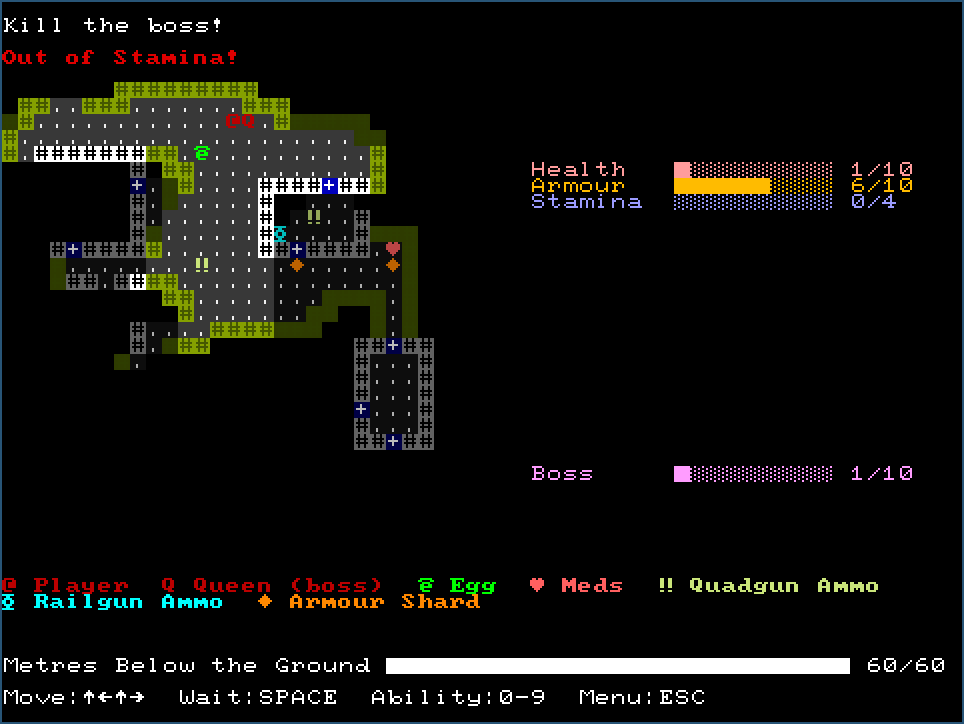 Kill the boss!
Out of Stamina!
Health 1/10
Armour 6/10
Stamina 0/4
Boss 1/10
@ Player Q Queen (boss) Egg ♥ Meds ‼ Quadgun Ammo
Railgun Ammo ♦ Armour Shard
Metres Below the Ground 60/60
Move:↑←↑→ Wait:SPACE Ability:0-9 Menu:ESC